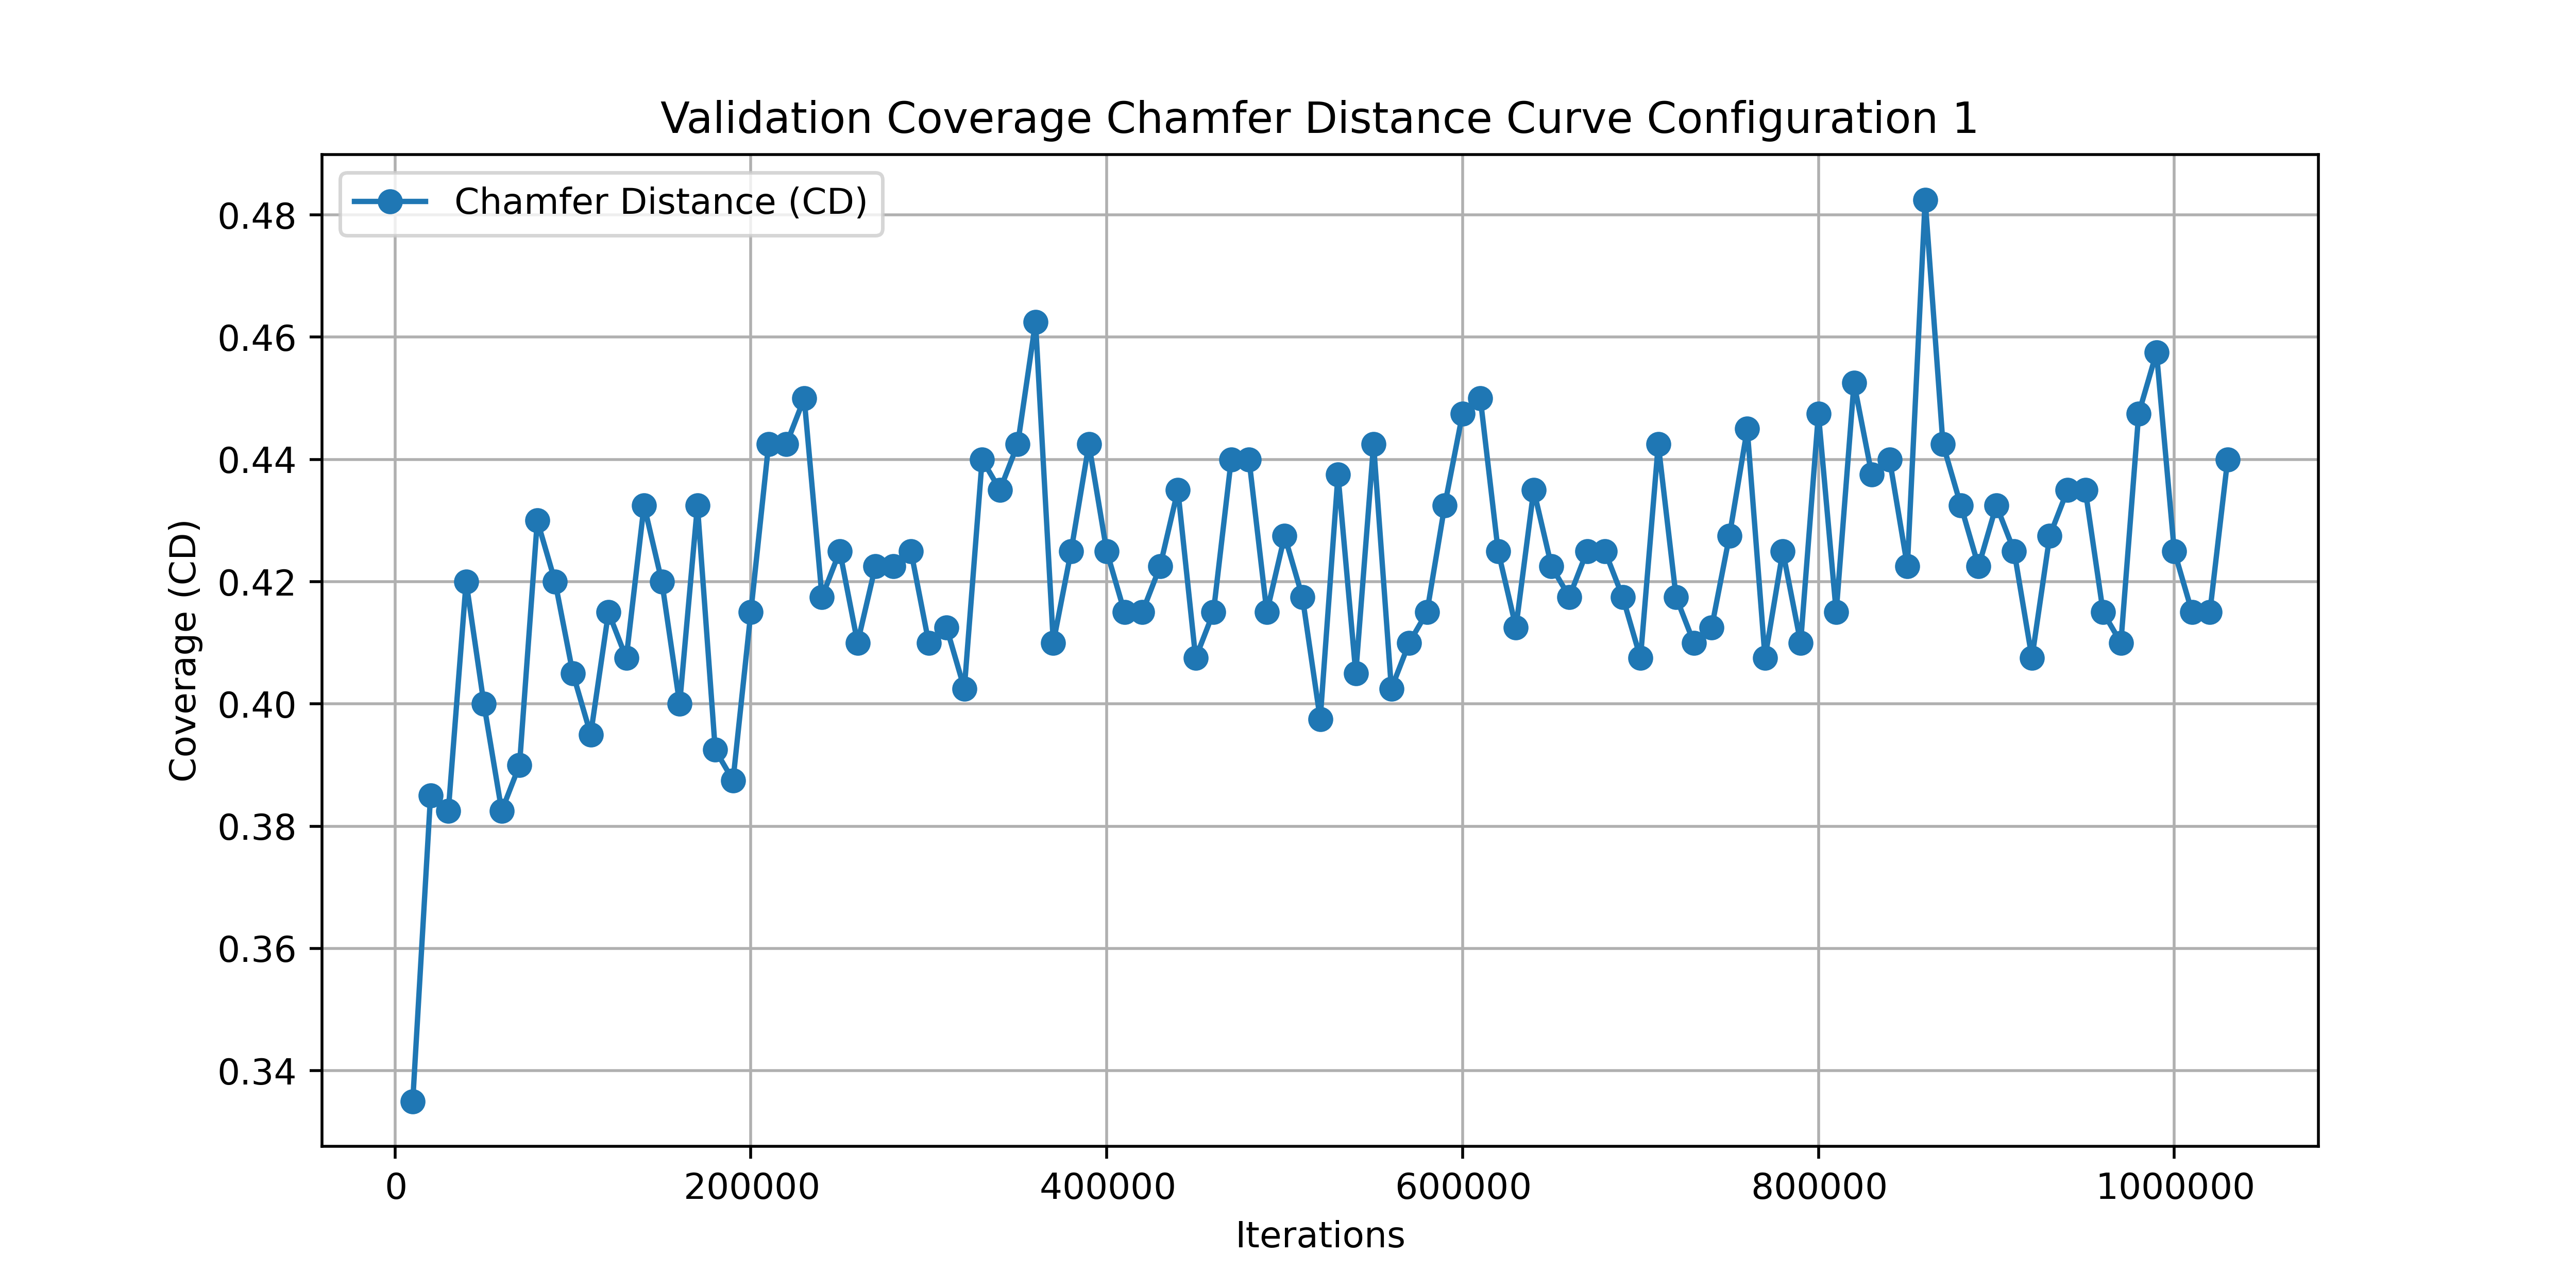 Validation Coverage Chamfer Distance Curve Configuration 1
Chamfer Distance (CD)
Coverage (CD)
0.48
0.46
0.44
0.42
0.40
0.38
0.36
0.34
0 200000 400000 600000 800000 1000000
Iterations